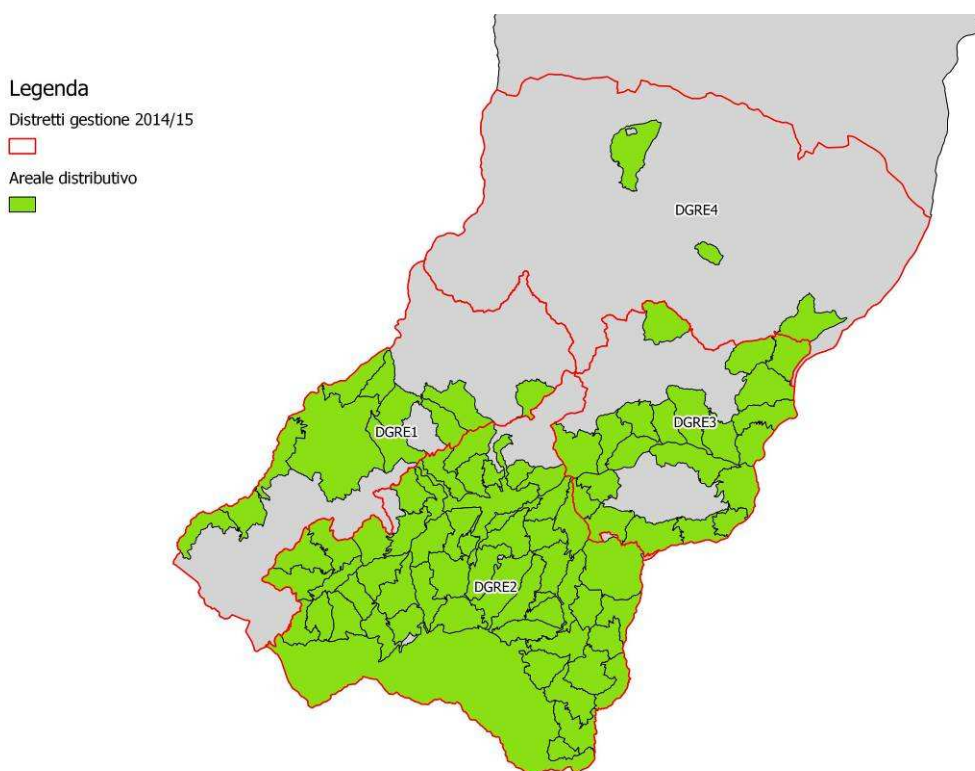 Legenda
Distretti gestione 2014/15
Areale distributivo
DGRE4
DGRE3
DGRE1
DGRE2